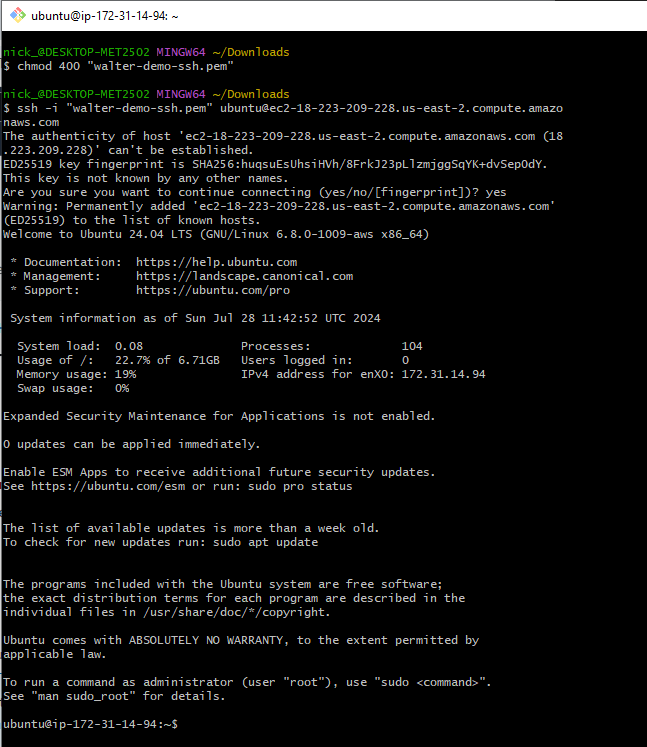 ubuntu@ip-172-31-14-94: ~
nick_@DESKTOP-MET2502 MINGW64 ~/Downloads
$ chmod 400 "walter-demo-ssh.pem"
nick_@DESKTOP-MET2502 MINGW64 ~/Downloads
$ ssh -i "walter-demo-ssh.pem" ubuntu@ec2-18-223-209-228.us-east-2.compute.amazo
naws.com
The authenticity of host 'ec2-18-223-209-228.us-east-2.compute.amazonaws.com (18
.223.209.228)' can't be established.
ED25519 key fingerprint is SHA256:huqsuEsUhsiHVh/8FrkJ23pLlzmjggSqYK+dvSepOdY.
This key is not known by any other names.
Are you sure you want to continue connecting (yes/no/[fingerprint])? yes
Warning: Permanently added 'ec2-18-223-209-228.us-east-2.compute.amazonaws.com'
(ED25519) to the list of known hosts.
Welcome to Ubuntu 24.04 LTS (GNU/Linux 6.8.0-1009-aws x86_64)
* Documentation:  https://help.ubuntu.com
* Management:     https://landscape.canonical.com
* Support:        https://ubuntu.com/pro
System information as of Sun Jul 28 11:42:52 UTC 2024
System load:  0.08              Processes:             104
Usage of /:   22.7% of 6.71GB   Users logged in:       0
Memory usage: 19%               IPv4 address for enX0: 172.31.14.94
Swap usage:   0%
Expanded Security Maintenance for Applications is not enabled.
0 updates can be applied immediately.
Enable ESM Apps to receive additional future security updates.
See https://ubuntu.com/esm or run: sudo pro status
The list of available updates is more than a week old.
To check for new updates run: sudo apt update
The programs included with the Ubuntu system are free software;
the exact distribution terms for each program are described in the
individual files in /usr/share/doc/*/copyright.
Ubuntu comes with ABSOLUTELY NO WARRANTY, to the extent permitted by
applicable law.
To run a command as administrator (user "root"), use "sudo <command>".
See "man sudo_root" for details.
ubuntu@ip-172-31-14-94:~$